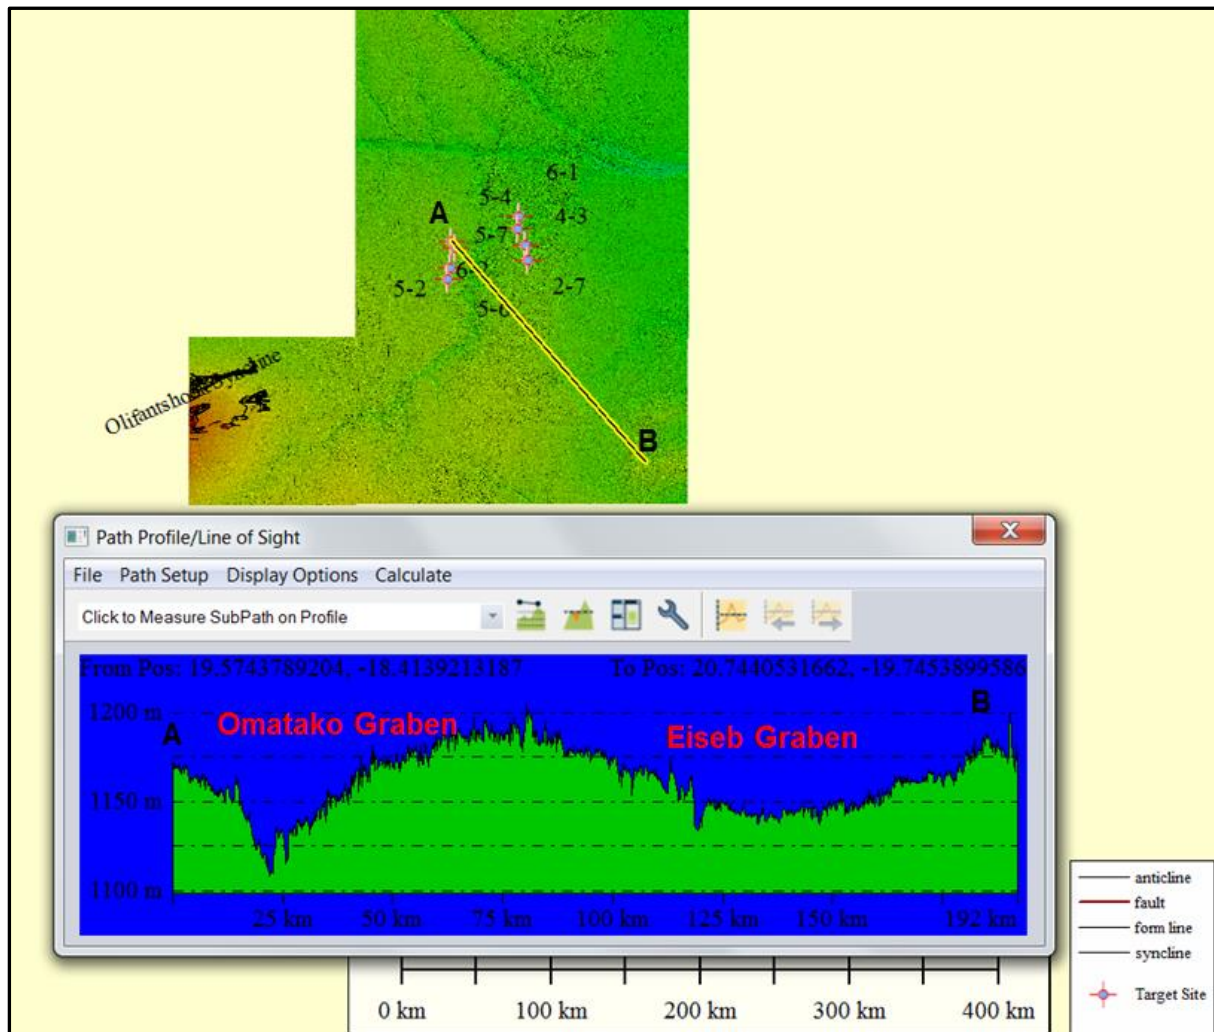 6-1
5-4
A
4-3
5-7
6-2
5-2
2-7
5-6
Olifantshoek Syncline
B
Path Profile/Line of Sight
File Path Setup Display Options Calculate
Click to Measure SubPath on Profile
From Pos: 19.5743789204, -18.4139213187 To Pos: 20.7440531662, -19.7453899586
1200 m
B
Omatako Graben
A
Eiseb Graben
1150 m
1100 m
25 km 50 km 75 km 100 km 125 km 150 km 192 km
anticline
fault
form line
syncline
Target Site
0 km 100 km 200 km 300 km 400 km